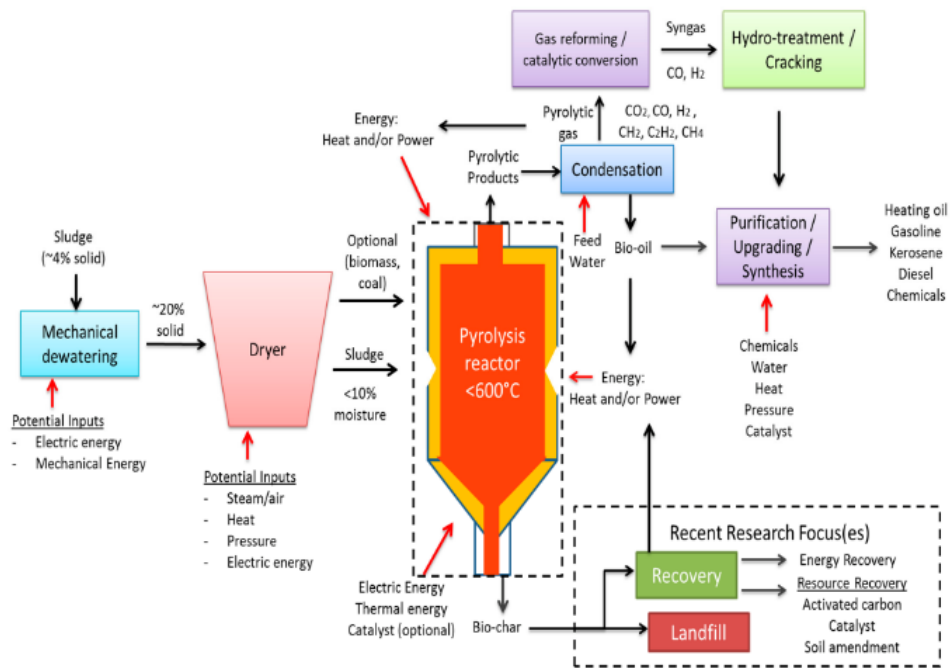 Gas reforming /
catalytic conversion
Syngas
CO, H₂
Hydro-treatment /
Cracking
Energy:
Heat and/or Power
Pyrolytic
gas
CO₂, CO, H₂ ,
CH₂, C₂H₂, CH₄
Pyrolytic
Products
Condensation
Sludge
(~4% solid)
Optional
(biomass,
coal)
Feed
Water
Bio-oil
Purification /
Upgrading /
Synthesis
Heating oil
Gasoline
Kerosene
Diesel
Chemicals
Mechanical
dewatering
~20%
solid
Dryer
Sludge
<10%
moisture
Pyrolysis
reactor
<600°C
Energy:
Heat and/or Power
Chemicals
Water
Heat
Pressure
Catalyst
Potential Inputs
- Electric energy
- Mechanical Energy
Potential Inputs
- Steam/air
- Heat
- Pressure
- Electric energy
Electric Energy
Thermal energy
Catalyst (optional)
Bio-char
Recent Research Focus(es)
Recovery
Energy Recovery
Resource Recovery
Activated carbon
Catalyst
Soil amendment
Landfill